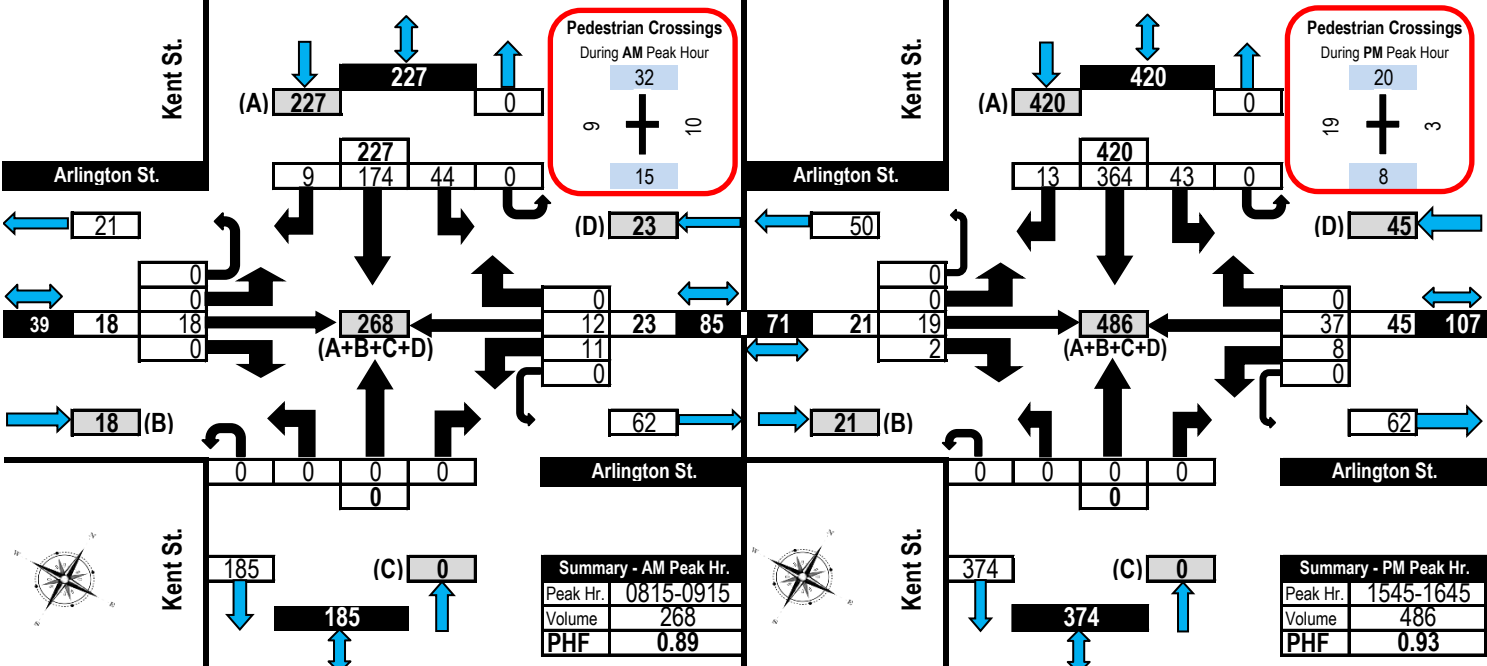 Kent St.
Pedestrian Crossings
During AM Peak Hour
32
9
10
15
227
(A) 227
0
227
9 174 44 0
Arlington St.
21
(D) 23
0
0
39 18 18
0
268
(A+B+C+D)
0
12 23 85
11
0
18 (B)
62
0 0 0 0
0
Arlington St.
Kent St.
185
(C) 0
185
Summary - AM Peak Hr.
Peak Hr. 0815-0915
Volume 268
PHF 0.89
Kent St.
Pedestrian Crossings
During PM Peak Hour
20
19
3
8
420
(A) 420
0
420
13 364 43 0
Arlington St.
50
(D) 45
0
0
71 21 19
2
486
(A+B+C+D)
0
37 45 107
8
0
21 (B)
62
0 0 0 0
0
Arlington St.
Kent St.
374
(C) 0
374
Summary - PM Peak Hr.
Peak Hr. 1545-1645
Volume 486
PHF 0.93